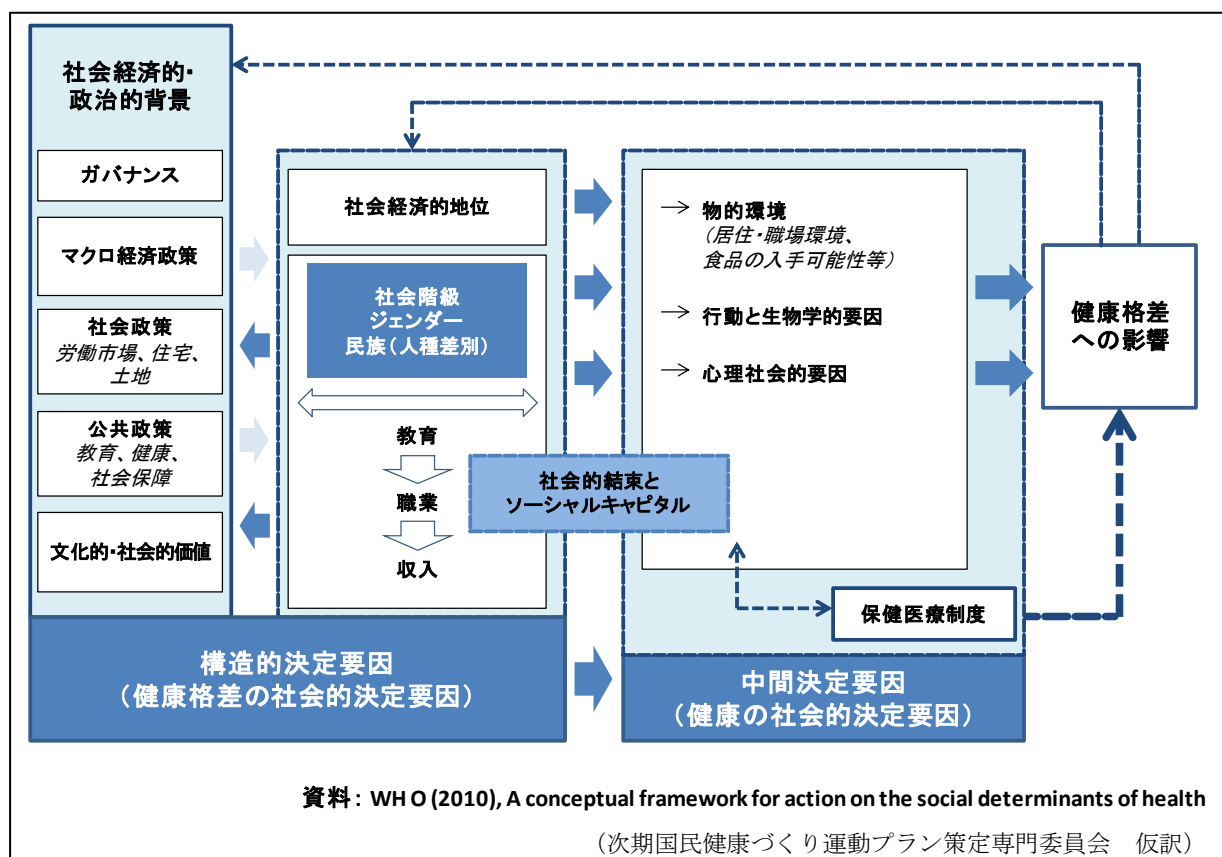 社会経済的・
政治的背景
ガバナンス
マクロ経済政策
社会政策
労働市場、住宅、
土地
公共政策
教育、健康、
社会保障
文化的・社会的価値
社会経済的地位
社会階級
ジェンダー
民族（人種差別）
教育
職業
収入
社会的結束と
ソーシャルキャピタル
→ 物的環境
（居住・職場環境、
食品の入手可能性等）
→ 行動と生物学的要因
→ 心理社会的要因
保健医療制度
健康格差
への影響
構造的決定要因
（健康格差の社会的決定要因）
中間決定要因
（健康の社会的決定要因）
資料： WHO (2010), A conceptual framework for action on the social determinants of health
（次期国民健康づくり運動プラン策定専門委員会　仮訳）